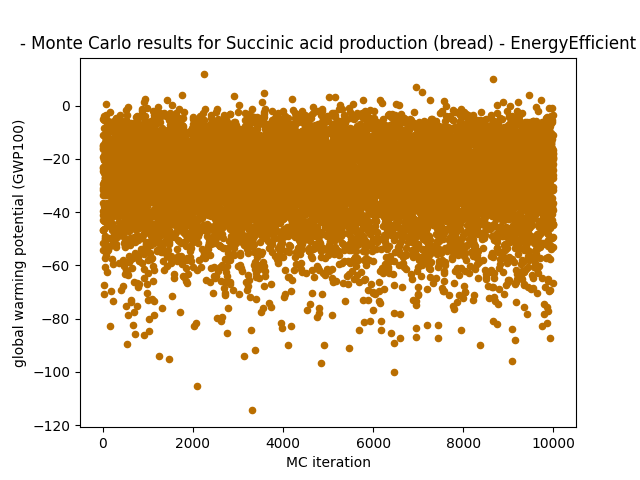 - Monte Carlo results for Succinic acid production (bread) - EnergyEfficient
global warming potential (GWP100)
0
−20
−40
−60
−80
−100
−120
0 2000 4000 6000 8000 10000
MC iteration